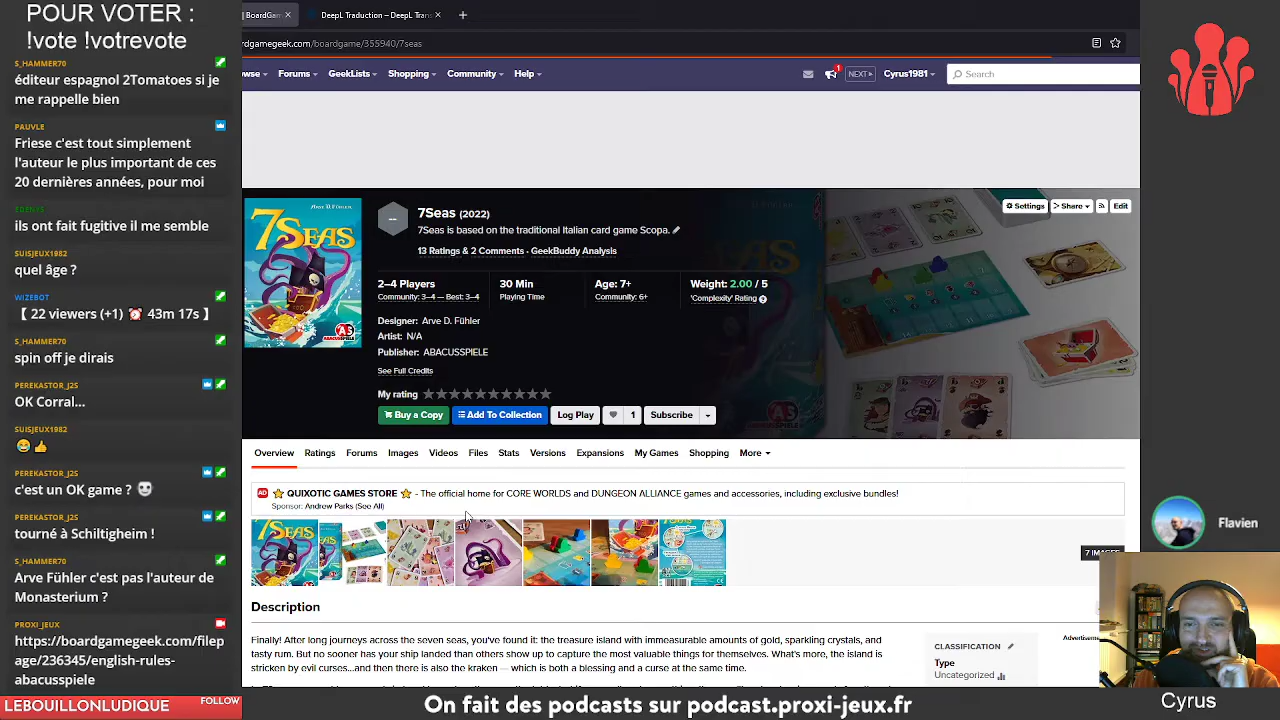 POUR VOTER :
!vote !votrevote
S_HAMMER70
éditeur espagnol 2Tomatoes si je
me rappelle bien
PAUVLE
Friese c'est tout simplement
l'auteur le plus important de ces
20 dernières années, pour moi
ils ont fait fugitive il me semble
SUISJEUX1982
quel âge ?
WIZEBOT
【 22 viewers (+1) ⏰ 43m 17s 】
S_HAMMER70
spin off je dirais
PEREKASTOR_J2S
OK Corral...
SUISJEUX1982
😂👍
PEREKASTOR_J2S
c'est un OK game ?
PEREKASTOR_J2S
tourné à Schiltigheim !
S_HAMMER70
Arve Fühler c'est pas l'auteur de
Monasterium ?
PROXI_JEUX
https://boardgamegeek.com/filep
age/236345/english-rules-
abacusspiele
LEBOUILLONLUDIQUE FOLLOW
BoardGam × DeepL Traduction – DeepL Trans × +
rdgamegeek.com/boardgame/355940/7seas
owse Forums GeekLists Shopping Community Help 1 NEXT Cyrus1981 Search
ARVE D. FÜHLER
7SEAS
ABACUSSPIELE
--
7Seas (2022)
7Seas is based on the traditional Italian card game Scopa.
13 Ratings & 2 Comments · GeekBuddy Analysis
Settings Share Edit
2–4 Players 30 Min Age: 7+ Weight: 2.00 / 5
Community: 3–4 — Best: 3–4 Playing Time Community: 6+ 'Complexity' Rating
Designer: Arve D. Fühler
Artist: N/A
Publisher: ABACUSSPIELE
See Full Credits
My rating
Buy a Copy Add To Collection Log Play 1 Subscribe
Overview Ratings Forums Images Videos Files Stats Versions Expansions My Games Shopping More
AD QUIXOTIC GAMES STORE - The official home for CORE WORLDS and DUNGEON ALLIANCE games and accessories, including exclusive bundles!
Sponsor: Andrew Parks (See All)
7 IMAGES
Description
Finally! After long journeys across the seven seas, you've found it: the treasure island with immeasurable amounts of gold, sparkling crystals, and
tasty rum. But no sooner has your ship landed than others show up to capture the most valuable things for themselves. What's more, the island is
stricken by evil curses...and then there is also the kraken — which is both a blessing and a curse at the same time.
Advertiseme
CLASSIFICATION
Type
Uncategorized
Flavien
Cyrus
On fait des podcasts sur podcast.proxi-jeux.fr